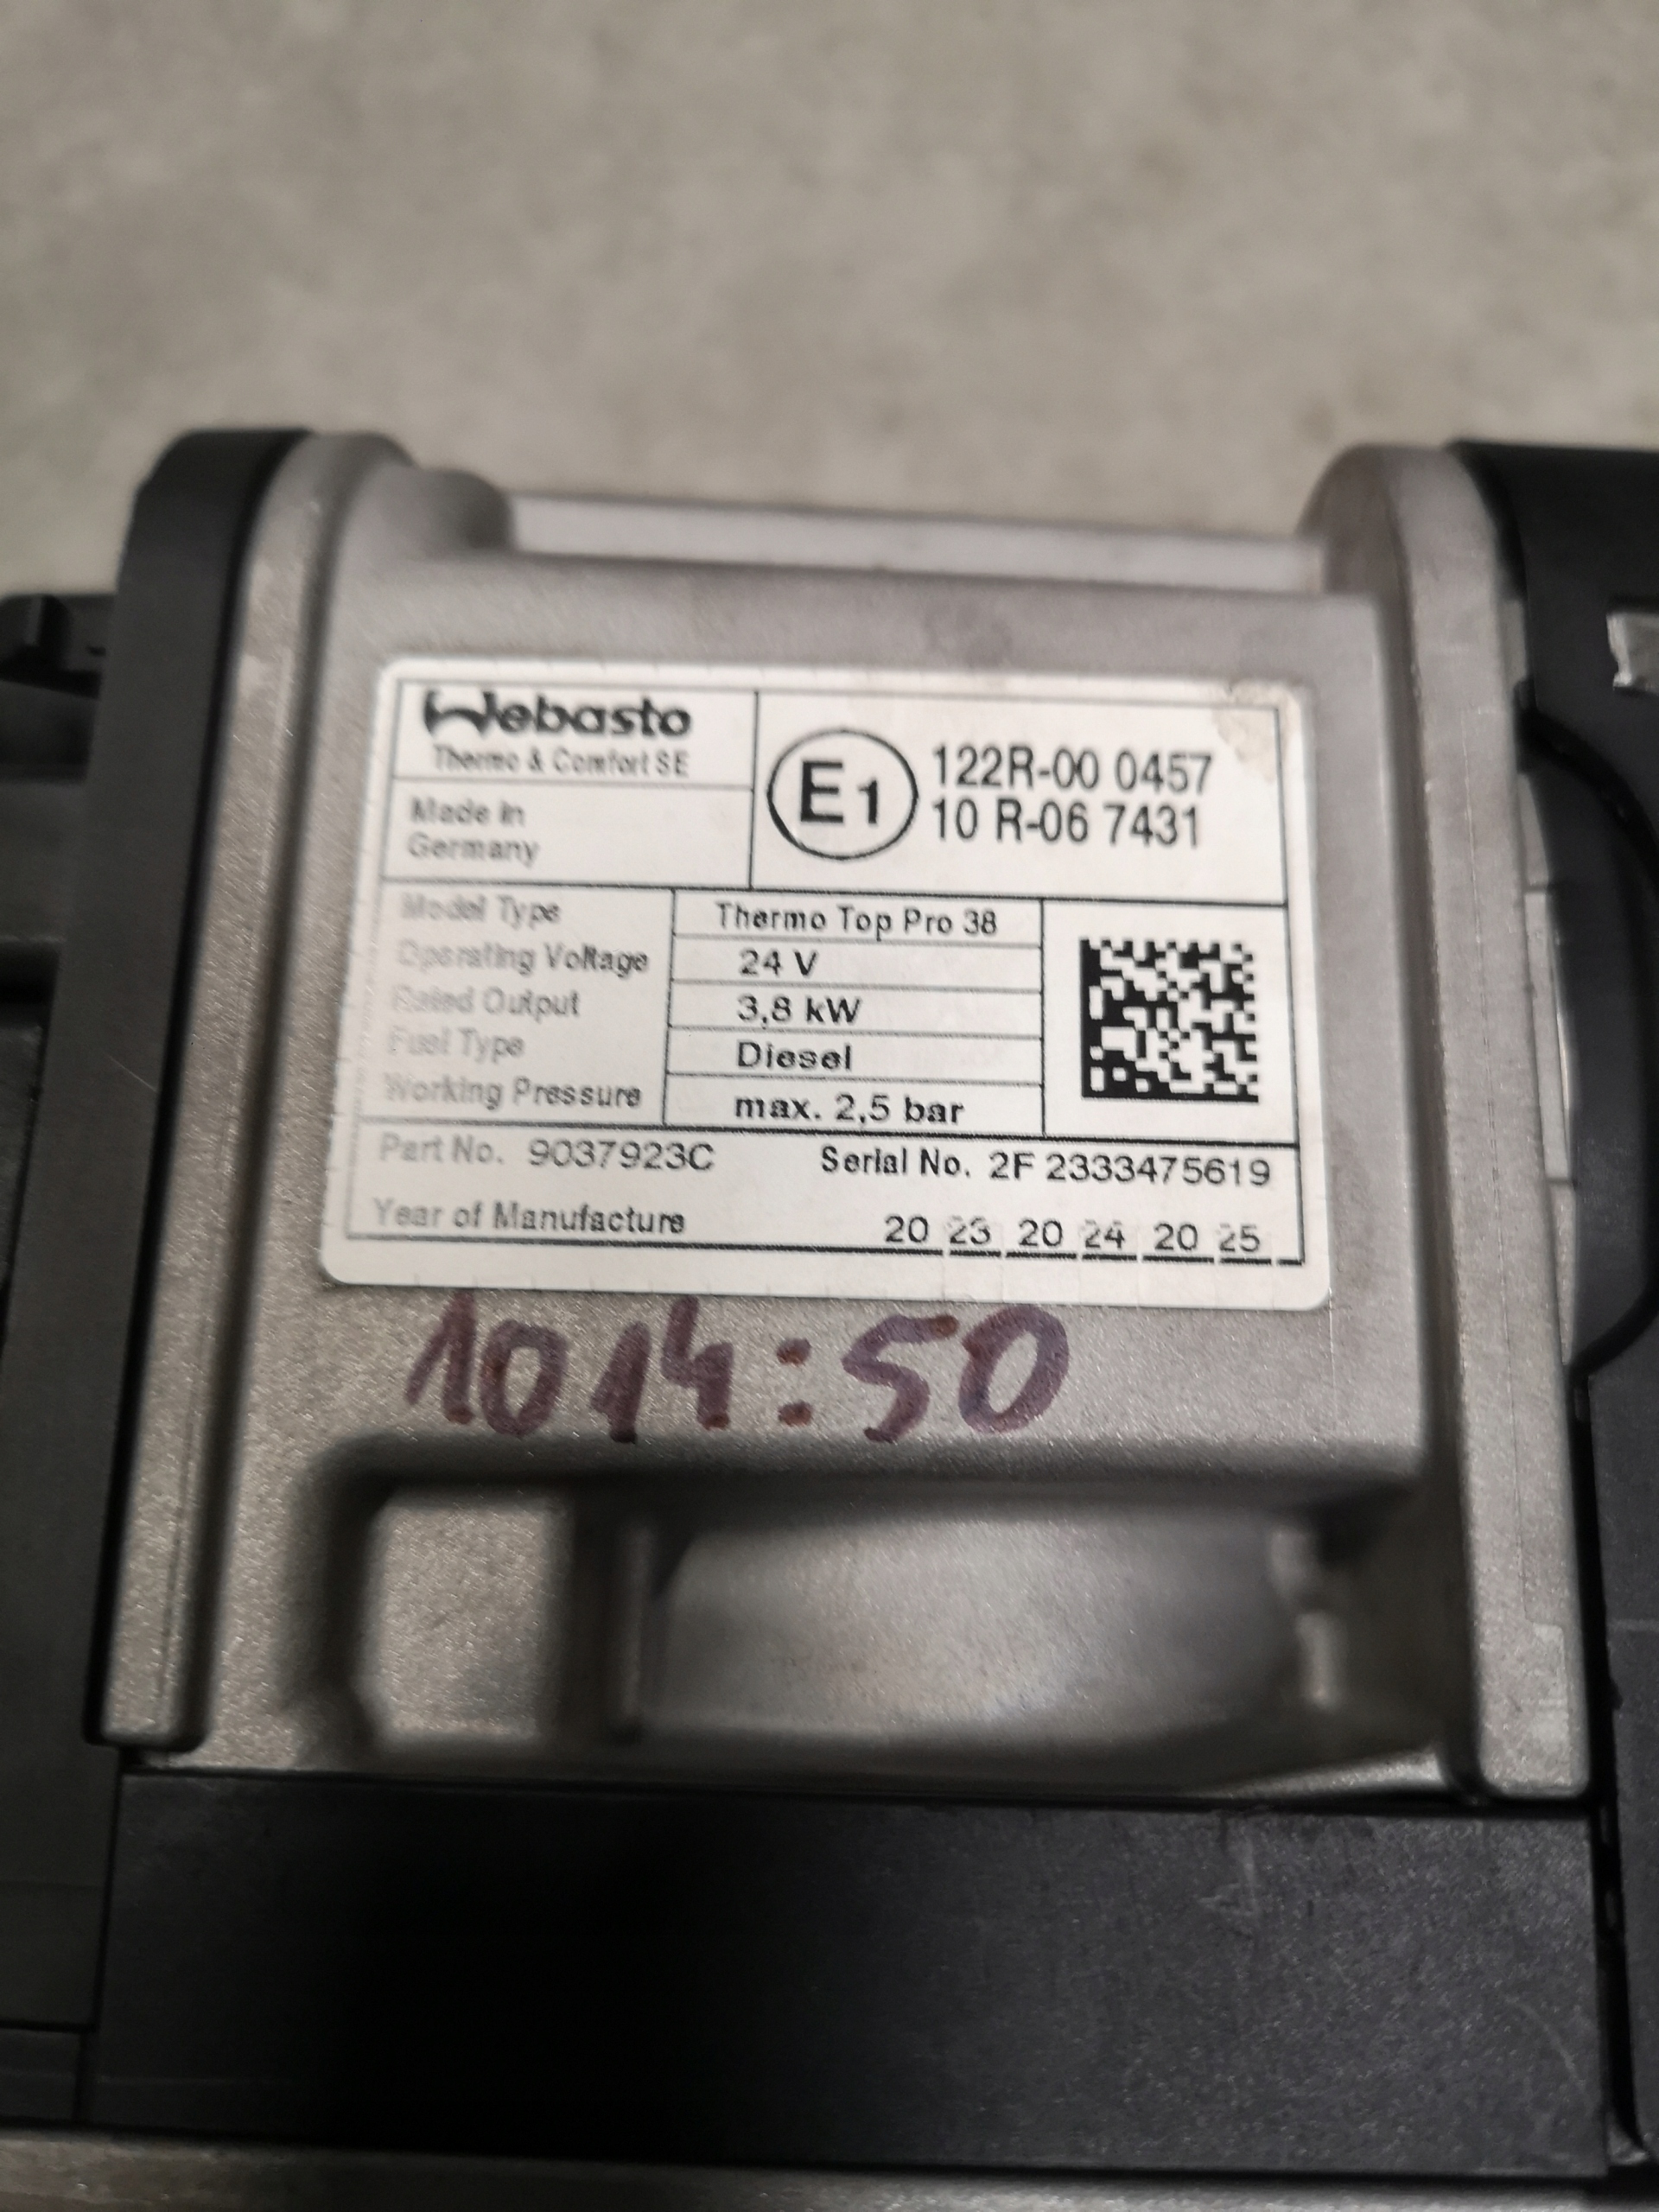 Webasto
Thermo & Comfort SE
Made in
Germany
E1
122R-00 0457
10 R-06 7431
Model Type Thermo Top Pro 38
Operating Voltage 24 V
Rated Output 3,8 kW
Fuel Type Diesel
Working Pressure max. 2,5 bar
Part No. 9037923C Serial No. 2F 2333475619
Year of Manufacture 20 23 20 24 20 25
1014:50